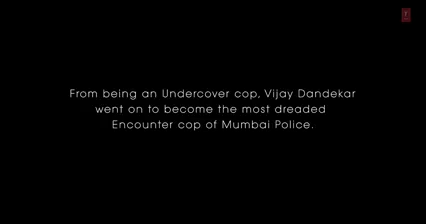 From being an Undercover cop, Vijay Dandekar
went on to become the most dreaded
Encounter cop of Mumbai Police.